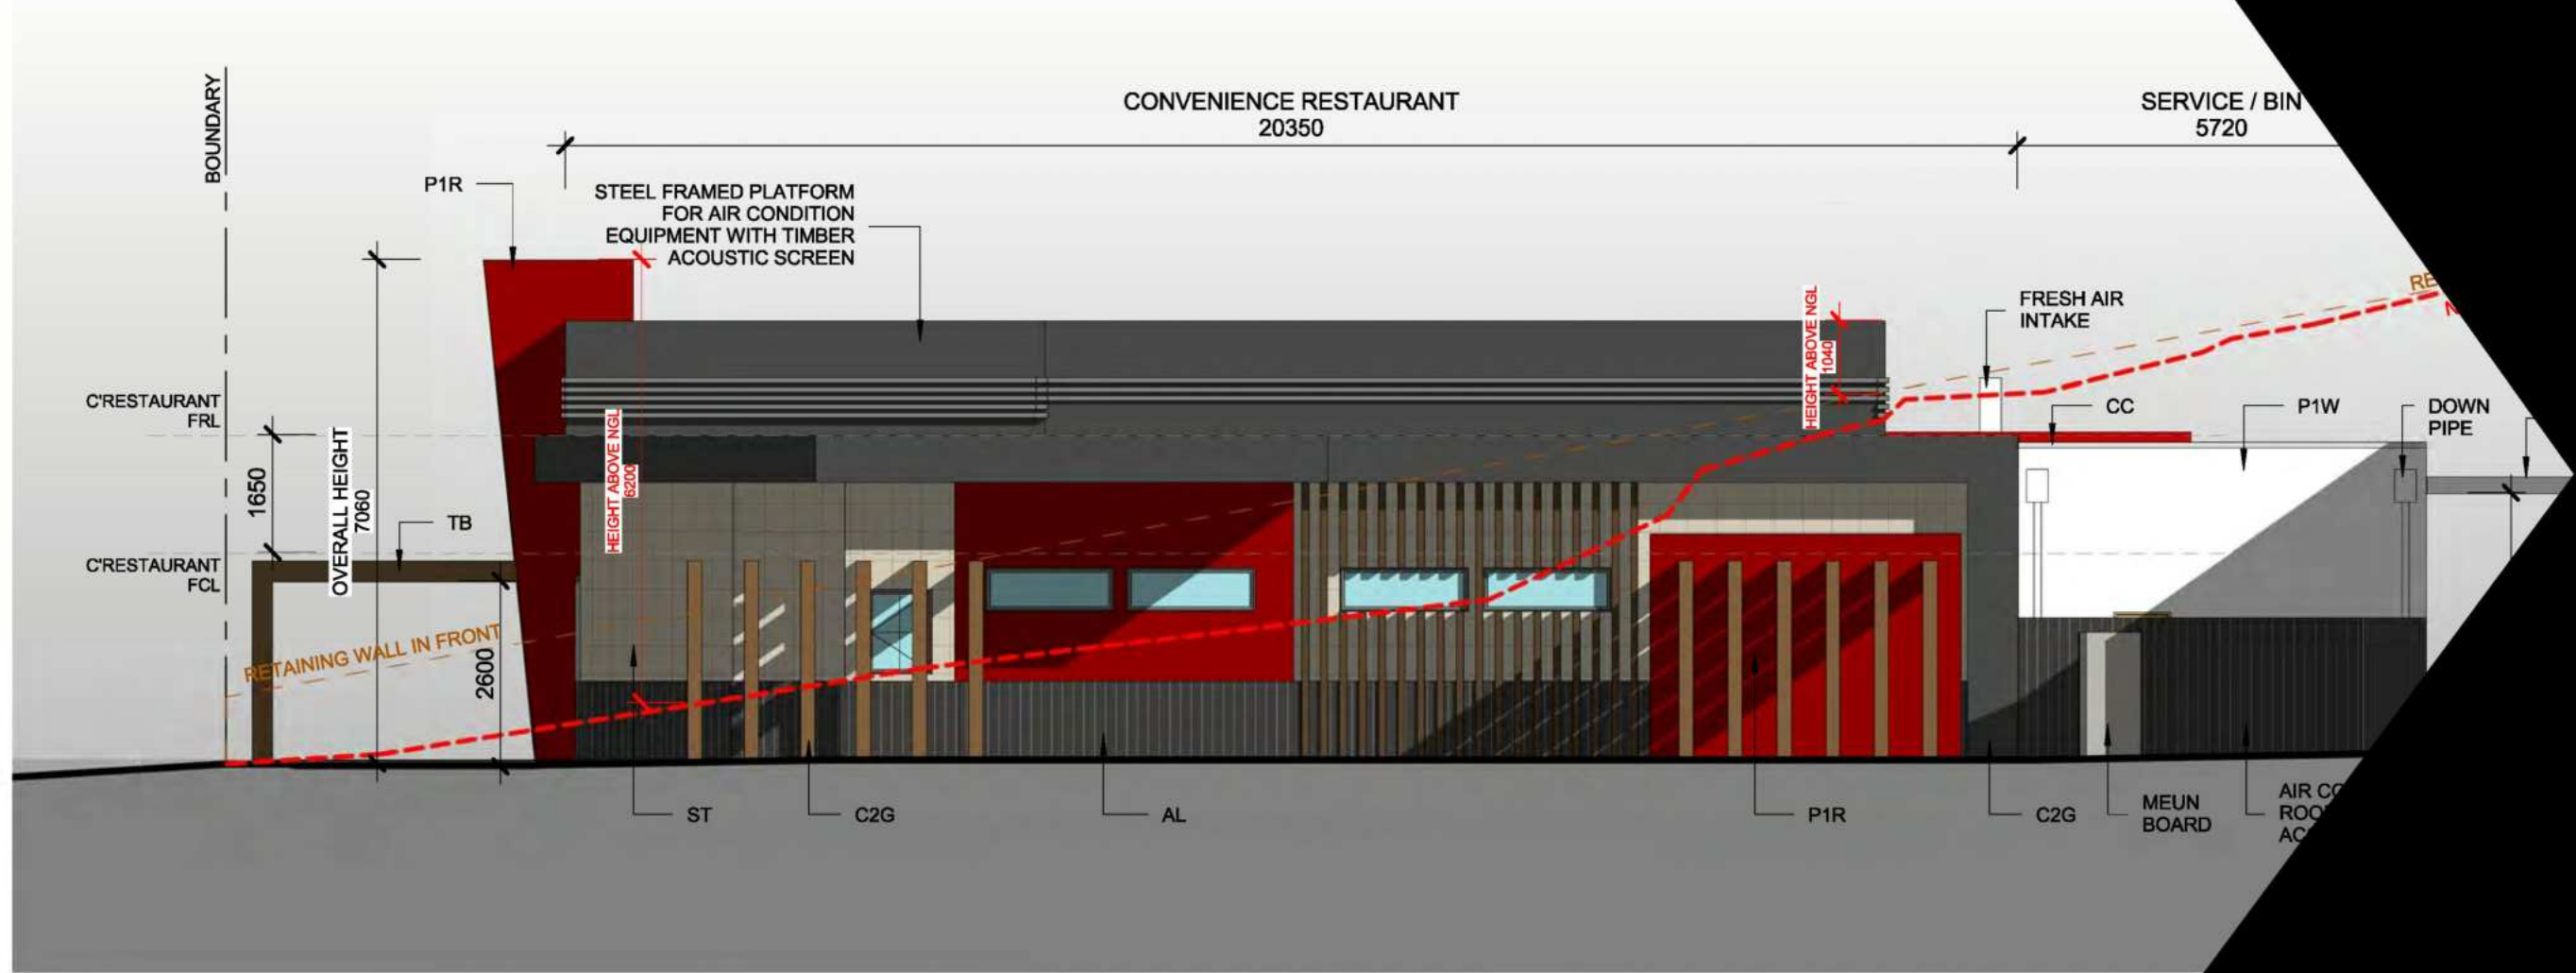 BOUNDARY
CONVENIENCE RESTAURANT
20350
SERVICE / BIN
5720
P1R
STEEL FRAMED PLATFORM
FOR AIR CONDITION
EQUIPMENT WITH TIMBER
ACOUSTIC SCREEN
HEIGHT ABOVE NGL
1040
FRESH AIR
INTAKE
C'RESTAURANT
FRL
CC
P1W
DOWN
PIPE
1650
OVERALL HEIGHT
7060
HEIGHT ABOVE NGL
6200
TB
C'RESTAURANT
FCL
RETAINING WALL IN FRONT
2600
ST
C2G
AL
P1R
C2G
MEUN
BOARD
AIR